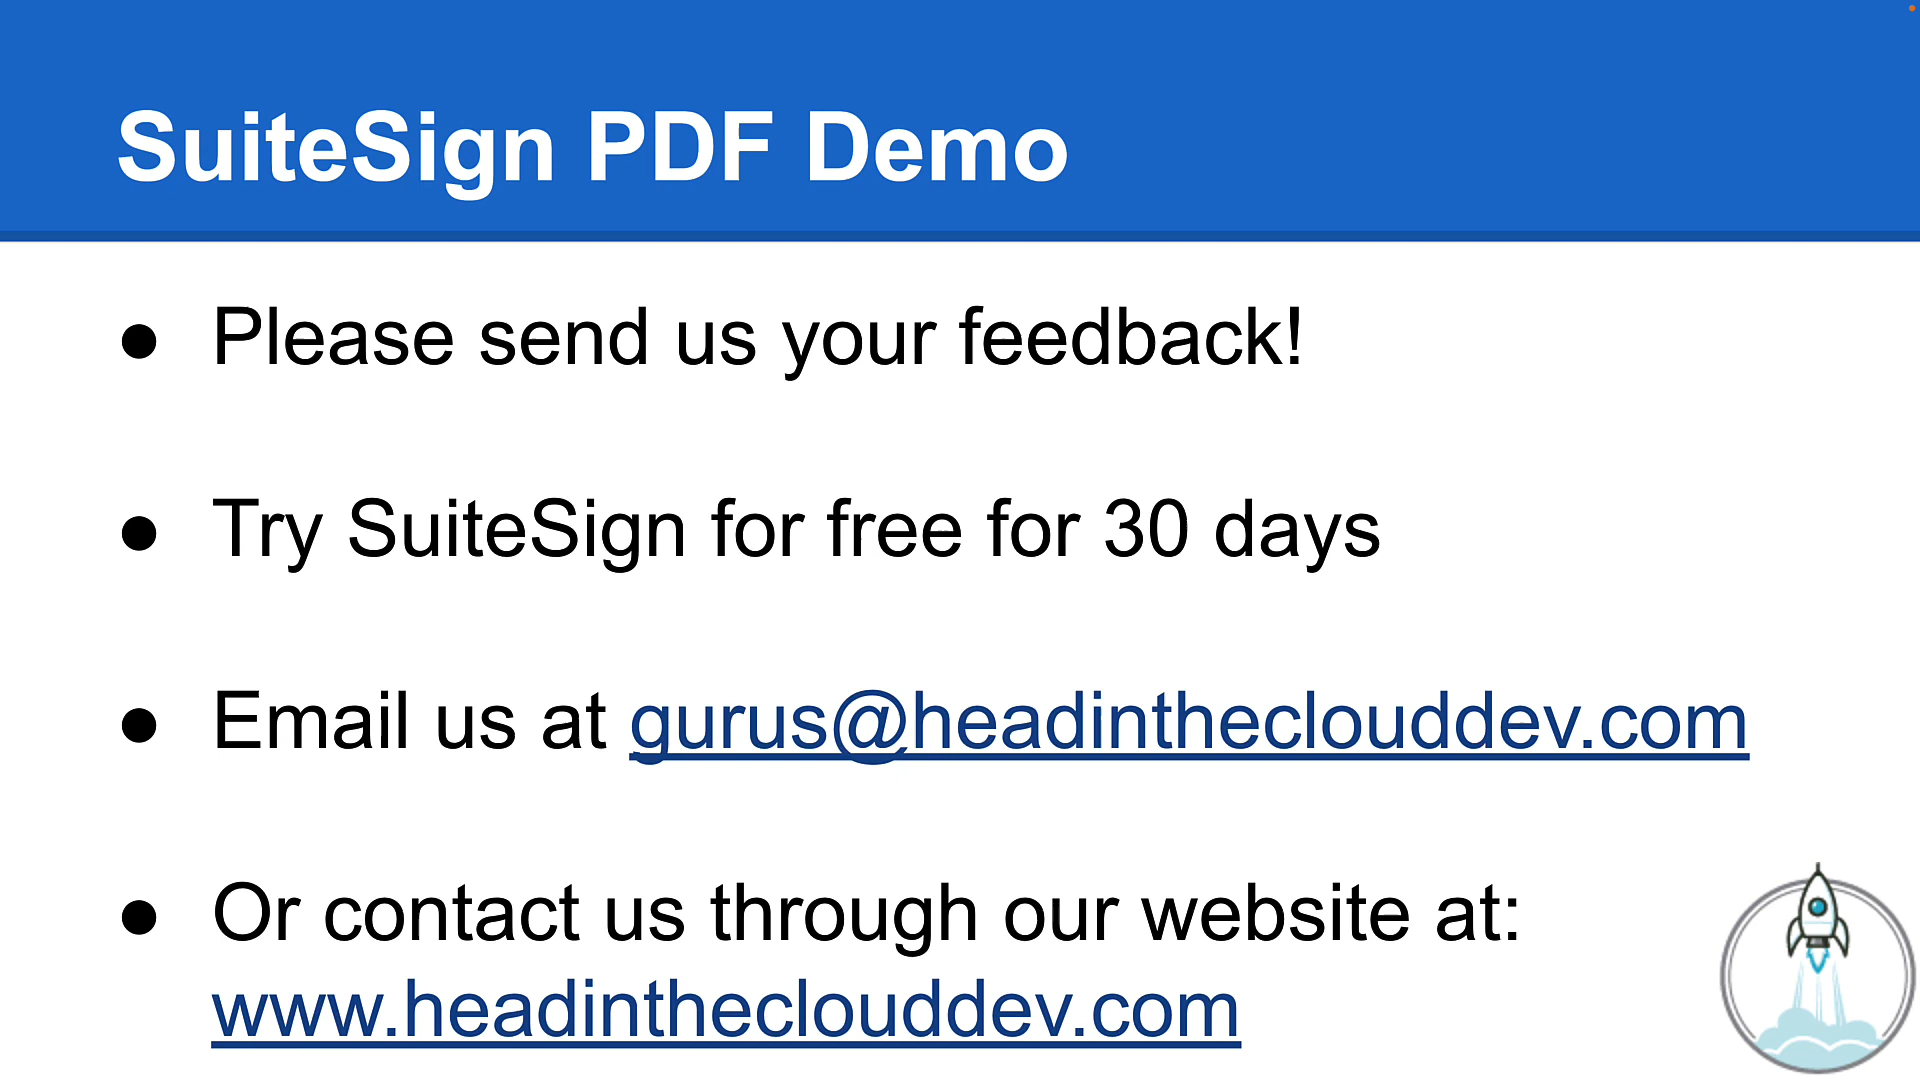 SuiteSign PDF Demo
● Please send us your feedback!
● Try SuiteSign for free for 30 days
● Email us at gurus@headintheclouddev.com
● Or contact us through our website at:
www.headintheclouddev.com